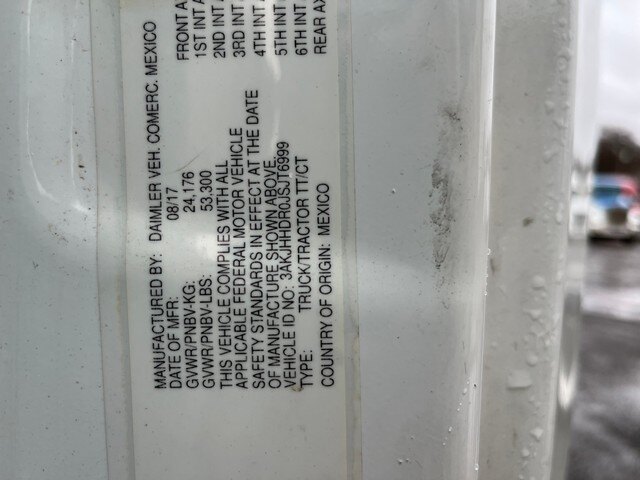 MANUFACTURED BY: DAIMLER VEH. COMERC. MEXICO
DATE OF MFR: 08/17
GVWR/PNBV-KG: 24,176
GVWR/PNBV-LBS: 53,300
THIS VEHICLE COMPLIES WITH ALL
APPLICABLE FEDERAL MOTOR VEHICLE
SAFETY STANDARDS IN EFFECT AT THE DATE
OF MANUFACTURE SHOWN ABOVE.
VEHICLE ID NO: 3AKJHHDR0JSJJ6999
TYPE: TRUCK/TRACTOR TT/CT
COUNTRY OF ORIGIN: MEXICO
FRONT A
1ST INT A
2ND INT A
3RD INT A
4TH INT A
5TH INT A
6TH INT A
REAR AX